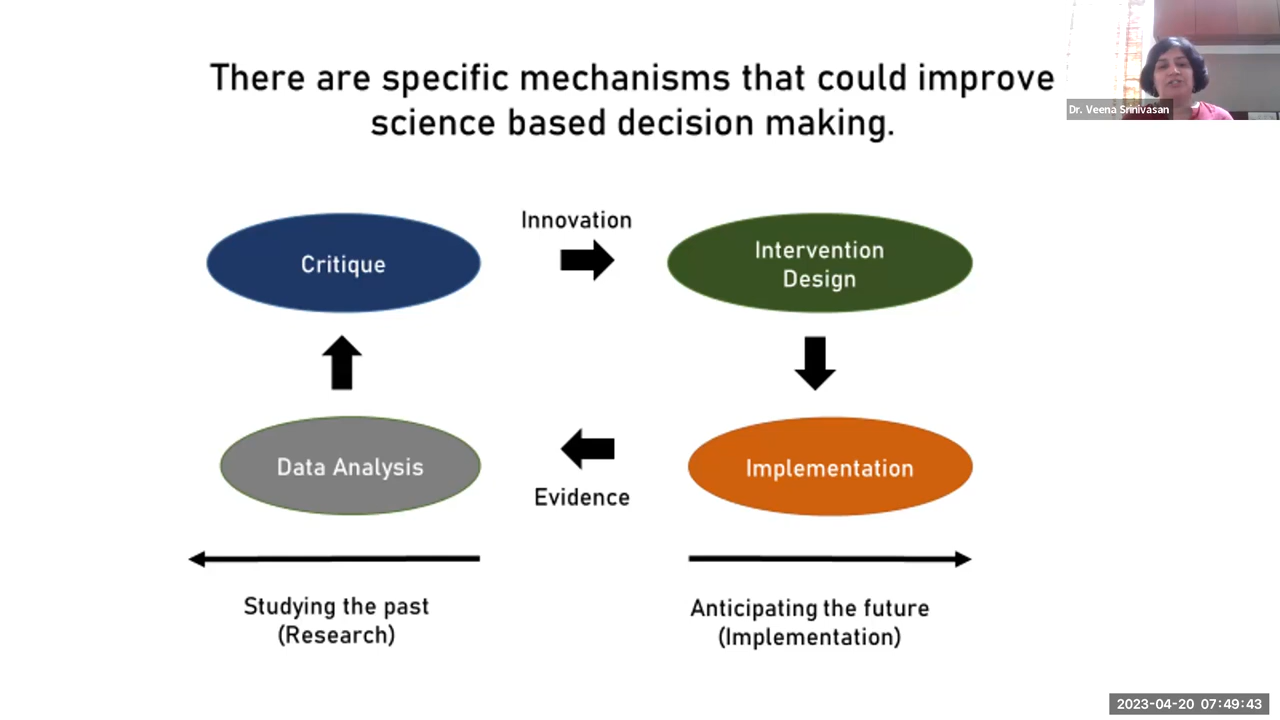 There are specific mechanisms that could improve
science based decision making.
Dr. Veena Srinivasan
Innovation
Critique
Intervention
Design
Data Analysis
Implementation
Evidence
Studying the past
(Research)
Anticipating the future
(Implementation)
2023-04-20 07:49:43